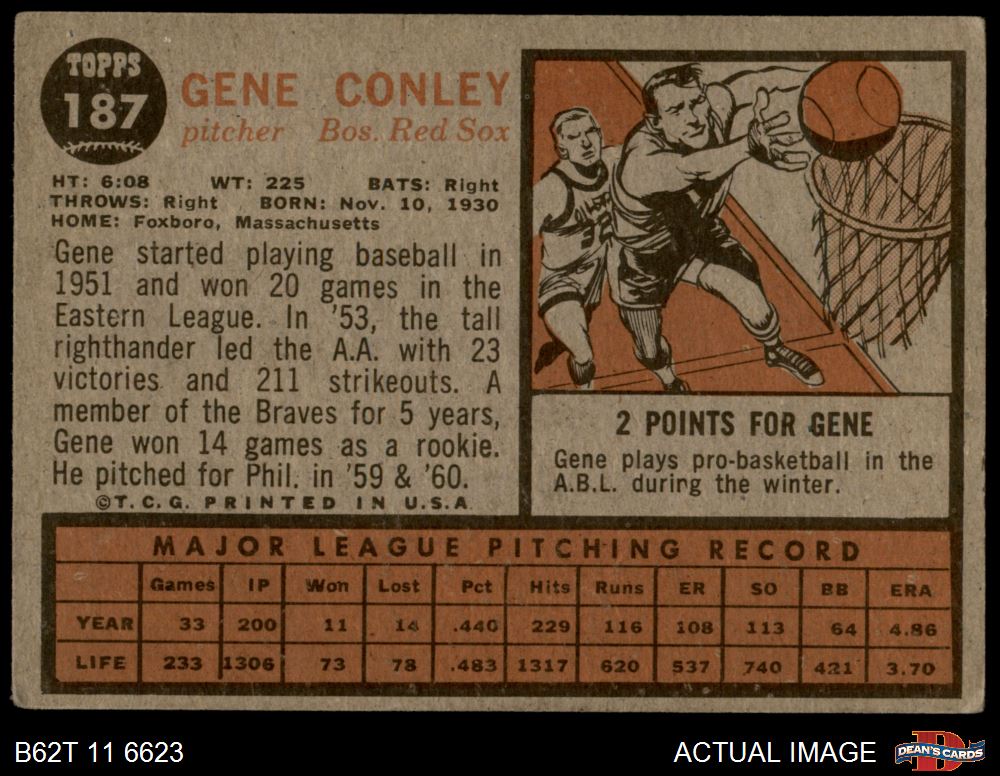 TOPPS
187
GENE CONLEY
pitcher Bos. Red Sox
HT: 6:08 WT: 225 BATS: Right
THROWS: Right BORN: Nov. 10, 1930
HOME: Foxboro, Massachusetts
Gene started playing baseball in
1951 and won 20 games in the
Eastern League. In '53, the tall
righthander led the A.A. with 23
victories and 211 strikeouts. A
member of the Braves for 5 years,
Gene won 14 games as a rookie.
He pitched for Phil. in '59 & '60.
©T.C.G. PRINTED IN U.S.A.
2 POINTS FOR GENE
Gene plays pro-basketball in the
A.B.L. during the winter.
MAJOR LEAGUE PITCHING RECORD
Games IP Won Lost Pct Hits Runs ER SO BB ERA
YEAR 33 200 11 14 .440 229 116 108 113 64 4.86
LIFE 233 1306 73 78 .483 1317 620 537 740 421 3.70
B62T 11 6623
ACTUAL IMAGE
DEAN'S CARDS